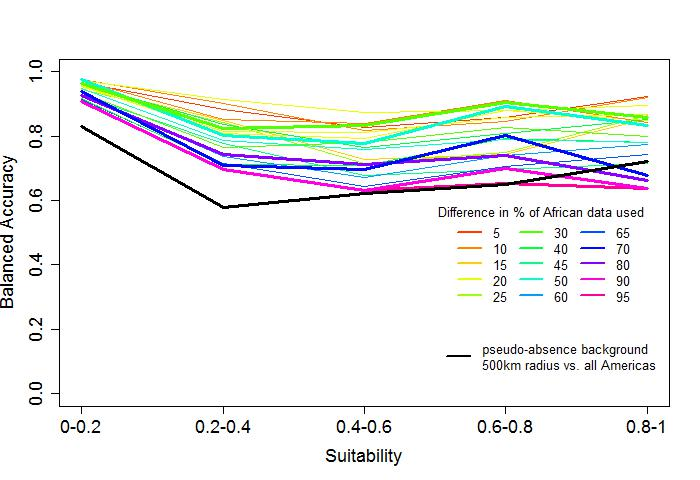 1.0
0.8
0.6
0.4
0.2
0.0
Balanced Accuracy
Difference in % of African data used
5 30 65
10 40 70
15 45 80
20 50 90
25 60 95
pseudo-absence background
500km radius vs. all Americas
0-0.2 0.2-0.4 0.4-0.6 0.6-0.8 0.8-1
Suitability